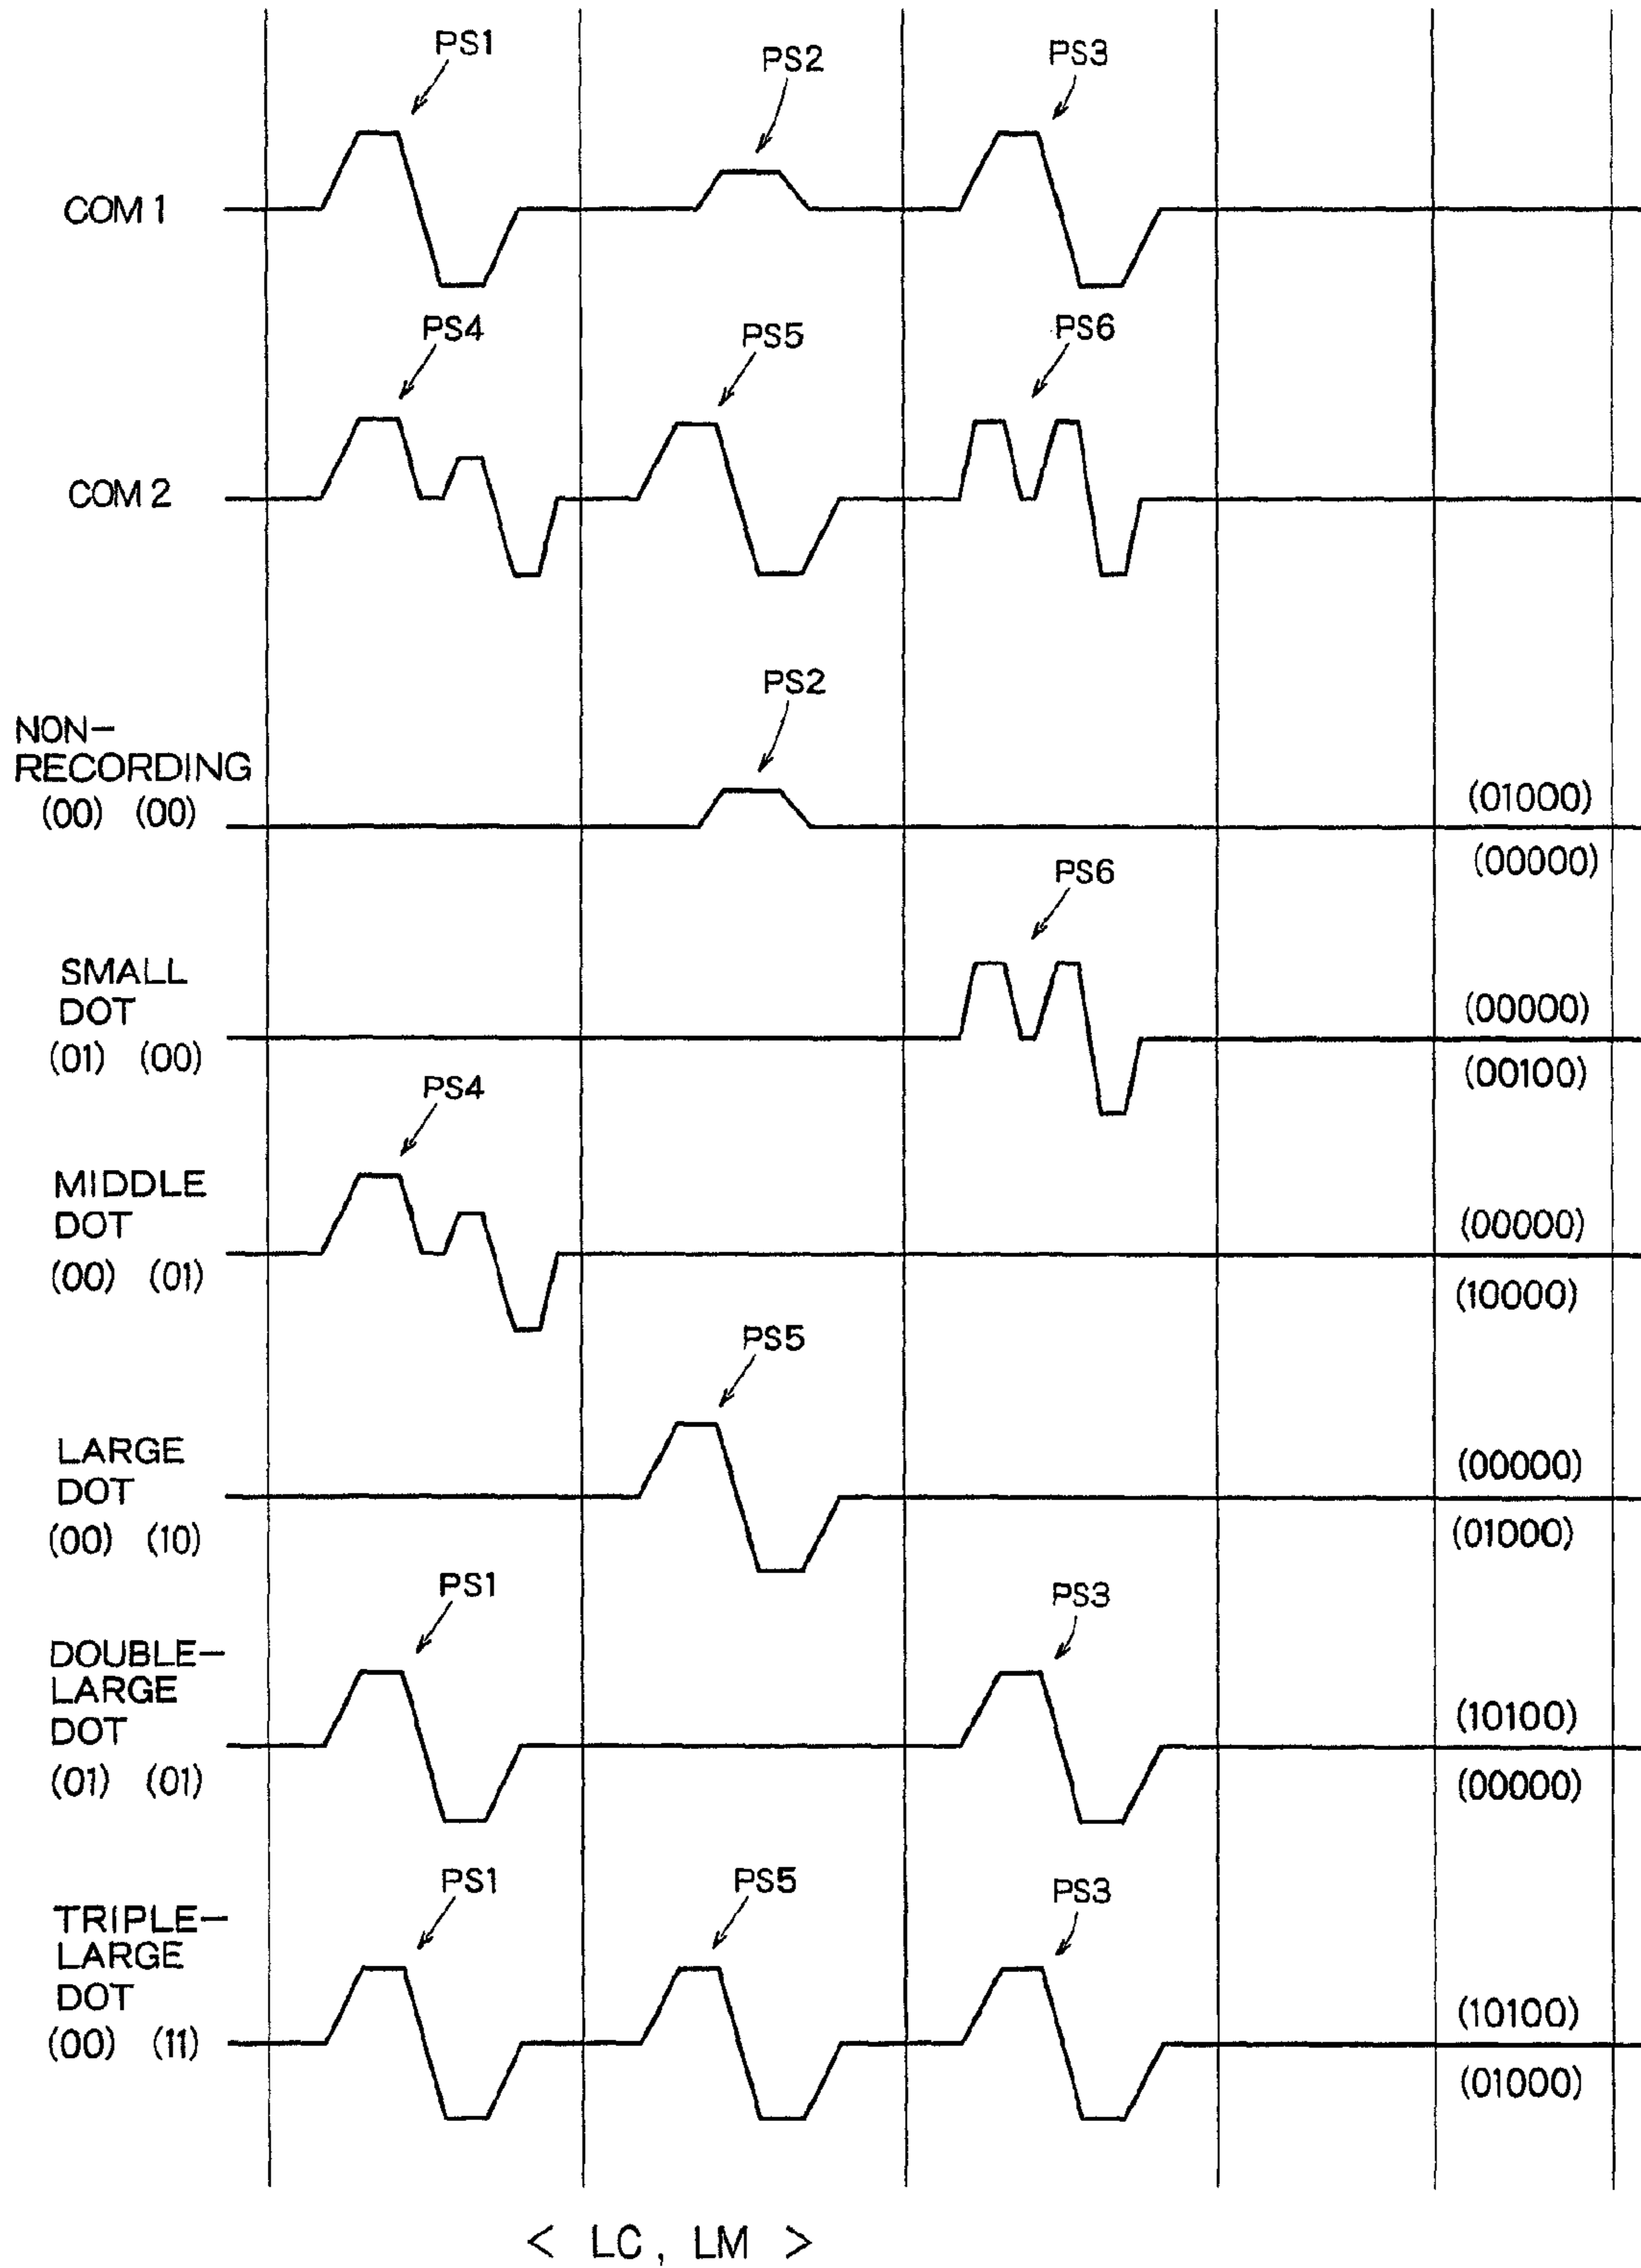 PS1
PS2
PS3
COM 1
PS4
PS5
PS6
COM 2
PS2
NON-
RECORDING
(00) (00)
(01000)
(00000)
PS6
SMALL
DOT
(01) (00)
(00000)
(00100)
PS4
MIDDLE
DOT
(00) (01)
(00000)
(10000)
PS5
LARGE
DOT
(00) (10)
(00000)
(01000)
PS1
PS3
DOUBLE-
LARGE
DOT
(01) (01)
(10100)
(00000)
PS1
PS5
PS3
TRIPLE-
LARGE
DOT
(00) (11)
(10100)
(01000)
< LC, LM >